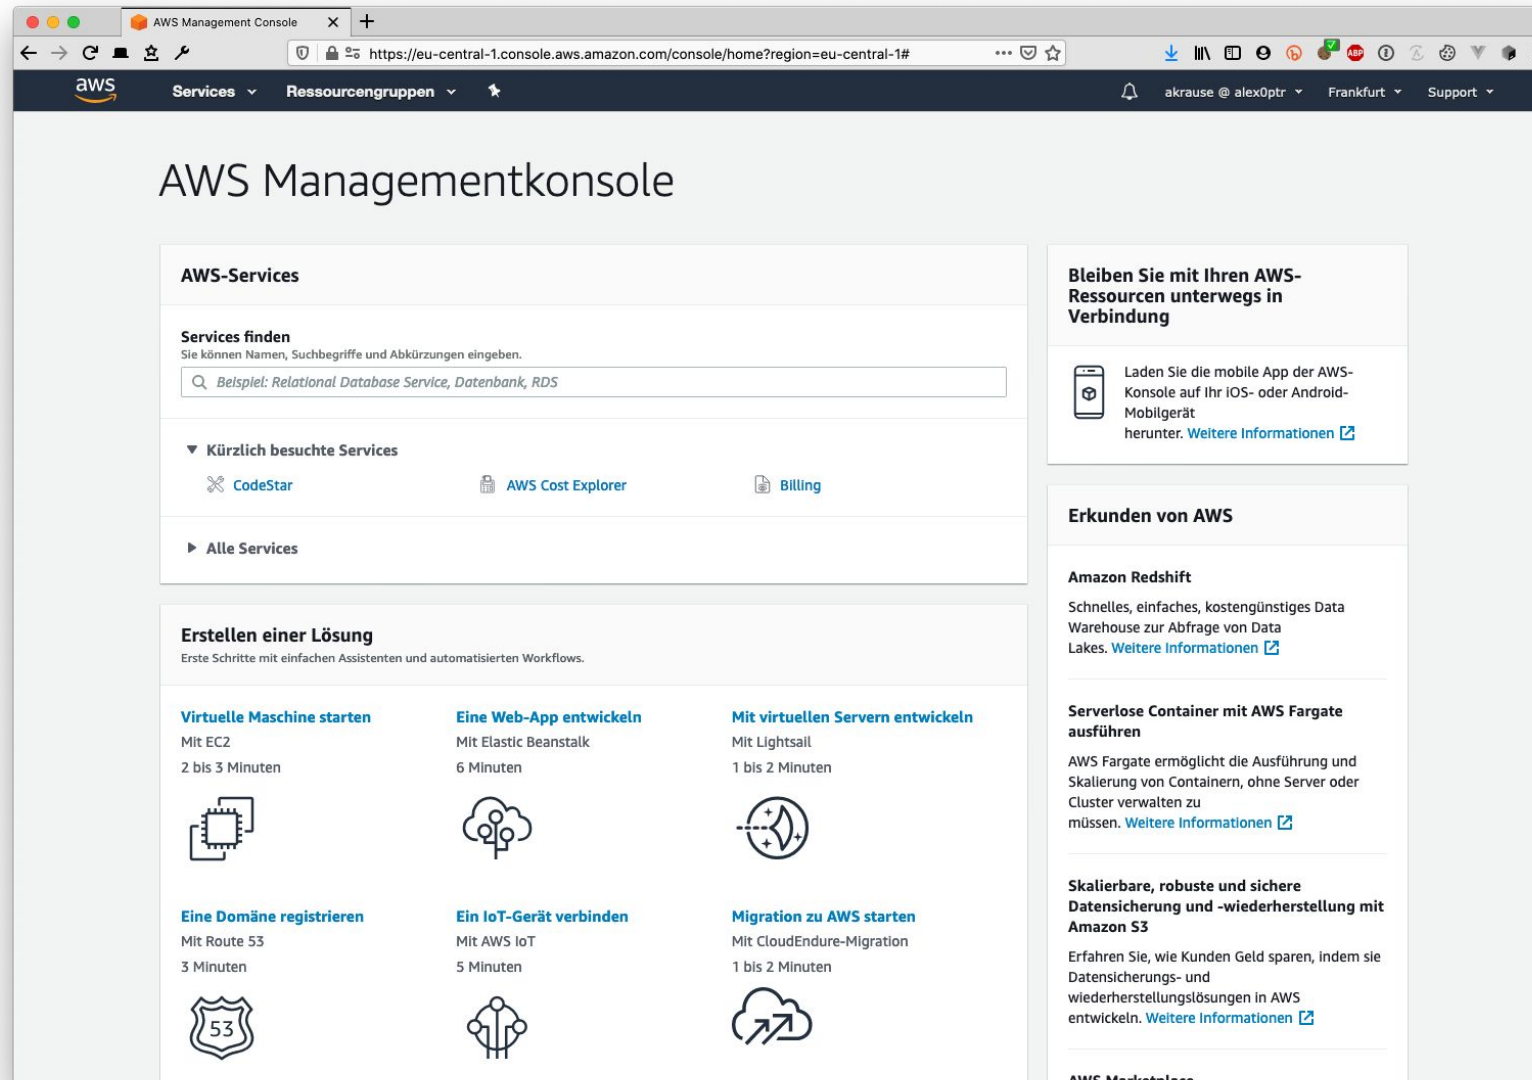 AWS Management Console
https://eu-central-1.console.aws.amazon.com/console/home?region=eu-central-1#
ABP
aws
Services
Ressourcengruppen
akrause @ alex0ptr
Frankfurt
Support
AWS Managementkonsole
AWS-Services
Services finden
Sie können Namen, Suchbegriffe und Abkürzungen eingeben.
Beispiel: Relational Database Service, Datenbank, RDS
Kürzlich besuchte Services
CodeStar
AWS Cost Explorer
Billing
Alle Services
Erstellen einer Lösung
Erste Schritte mit einfachen Assistenten und automatisierten Workflows.
Virtuelle Maschine starten
Mit EC2
2 bis 3 Minuten
Eine Web-App entwickeln
Mit Elastic Beanstalk
6 Minuten
Mit virtuellen Servern entwickeln
Mit Lightsail
1 bis 2 Minuten
Eine Domäne registrieren
Mit Route 53
3 Minuten
53
Ein IoT-Gerät verbinden
Mit AWS IoT
5 Minuten
Migration zu AWS starten
Mit CloudEndure-Migration
1 bis 2 Minuten
Bleiben Sie mit Ihren AWS-
Ressourcen unterwegs in
Verbindung
Laden Sie die mobile App der AWS-
Konsole auf Ihr iOS- oder Android-
Mobilgerät
herunter. Weitere Informationen
Erkunden von AWS
Amazon Redshift
Schnelles, einfaches, kostengünstiges Data
Warehouse zur Abfrage von Data
Lakes. Weitere Informationen
Serverlose Container mit AWS Fargate
ausführen
AWS Fargate ermöglicht die Ausführung und
Skalierung von Containern, ohne Server oder
Cluster verwalten zu
müssen. Weitere Informationen
Skalierbare, robuste und sichere
Datensicherung und -wiederherstellung mit
Amazon S3
Erfahren Sie, wie Kunden Geld sparen, indem sie
Datensicherungs- und
wiederherstellungslösungen in AWS
entwickeln. Weitere Informationen
AWS Marketplace